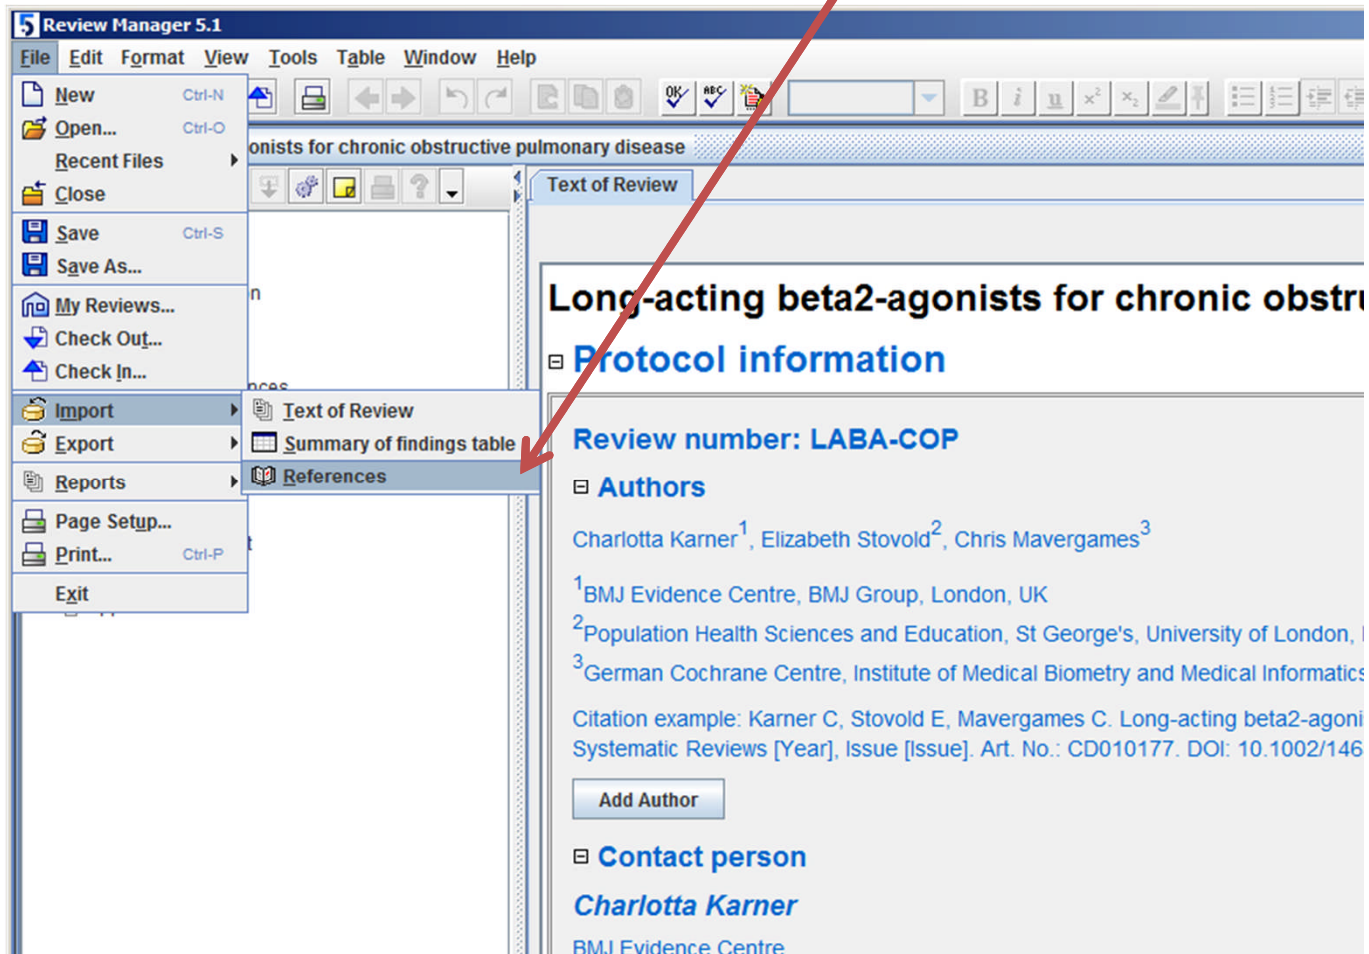 Review Manager 5.1
File Edit Format View Tools Table Window Help
New Ctrl-N
Open... Ctrl-O
Recent Files
Close
Save Ctrl-S
Save As...
My Reviews...
Check Out...
Check In...
Import
Export
Reports
Page Setup...
Print... Ctrl-P
Exit
Text of Review
Summary of findings table
References
OK ABC
B i u x² x₂
onists for chronic obstructive pulmonary disease
Text of Review
Long-acting beta2-agonists for chronic obstru
Protocol information
Review number: LABA-COP
Authors
Charlotta Karner1, Elizabeth Stovold2, Chris Mavergames3
1BMJ Evidence Centre, BMJ Group, London, UK
2Population Health Sciences and Education, St George's, University of London,
3German Cochrane Centre, Institute of Medical Biometry and Medical Informatics
Citation example: Karner C, Stovold E, Mavergames C. Long-acting beta2-agoni
Systematic Reviews [Year], Issue [Issue]. Art. No.: CD010177. DOI: 10.1002/146
Add Author
Contact person
Charlotta Karner
BMJ Evidence Centre